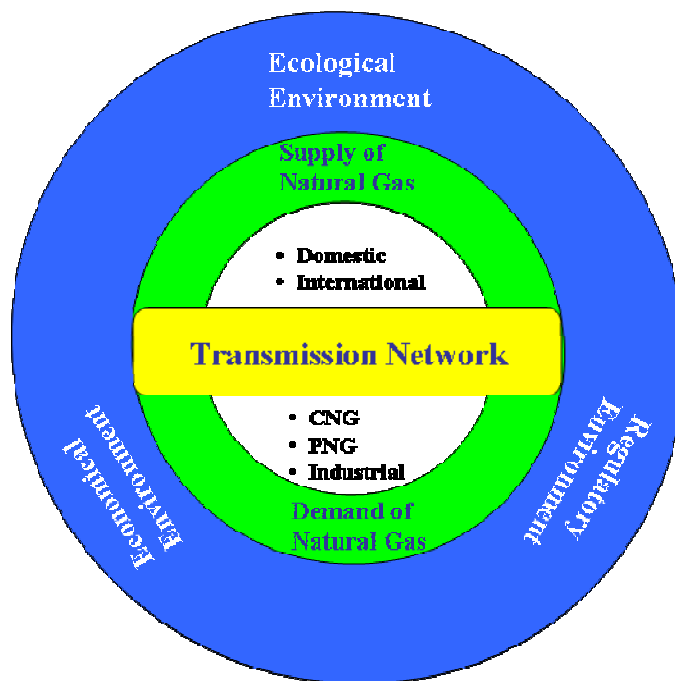 Ecological
Environment
Supply of
Natural Gas
• Domestic
• International
Transmission Network
• CNG
• PNG
• Industrial
Demand of
Natural Gas
Economical
Environment
Regulatory
Environment